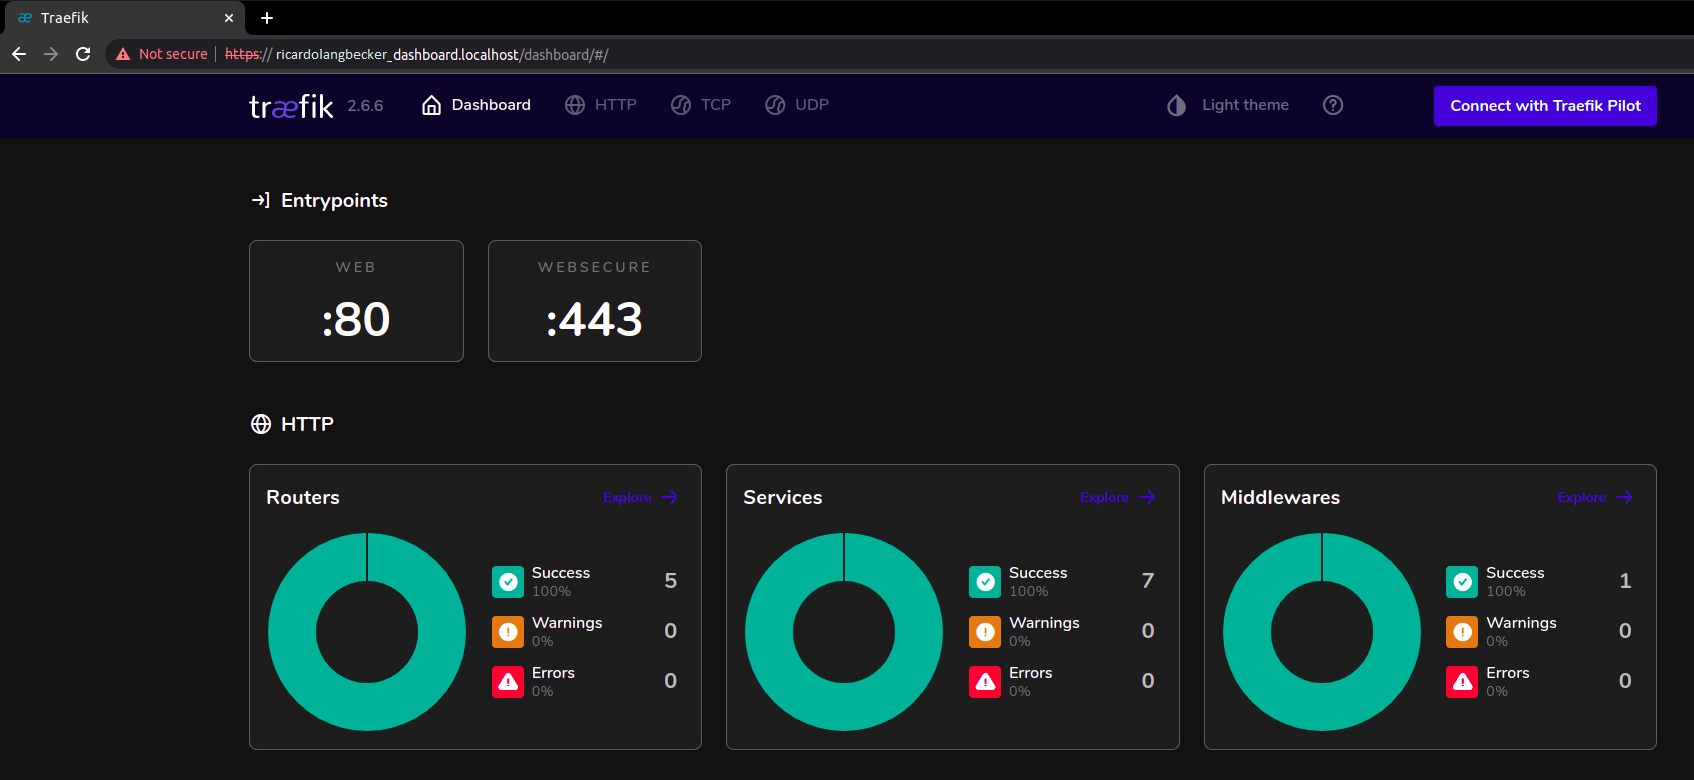 Traefik
Not secure https:// ricardolangbecker_dashboard.localhost/dashboard/#/
træfik 2.6.6 Dashboard HTTP TCP UDP Light theme Connect with Traefik Pilot
Entrypoints
WEB WEBSECURE
:80 :443
HTTP
Routers Explore
Success 5
100%
Warnings 0
0%
Errors 0
0%
Services Explore
Success 7
100%
Warnings 0
0%
Errors 0
0%
Middlewares Explore
Success 1
100%
Warnings 0
0%
Errors 0
0%